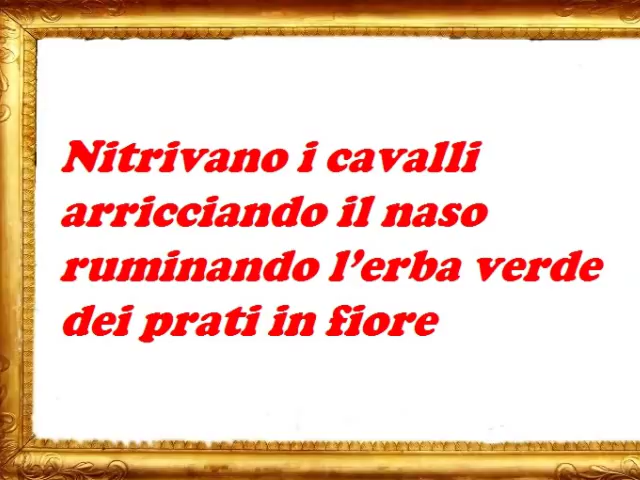 Nitrivano i cavalli
arricciando il naso
ruminando l’erba verde
dei prati in fiore